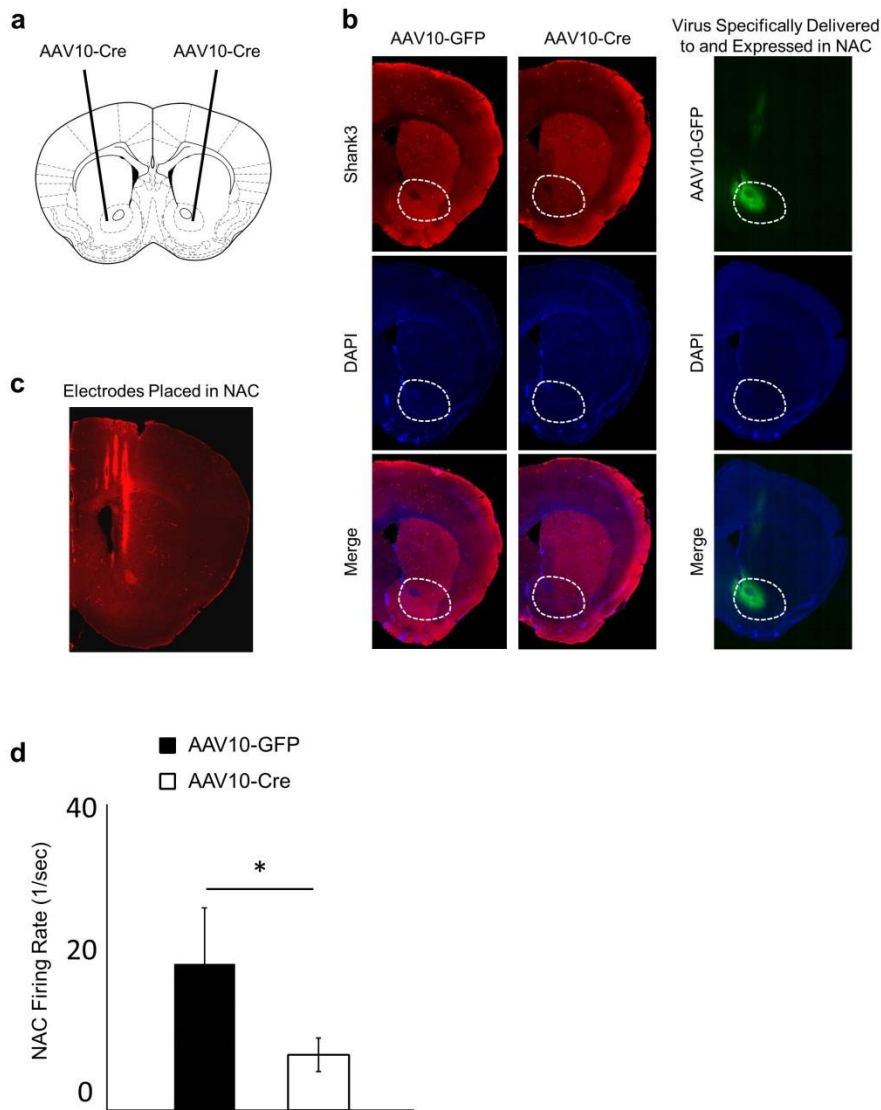 a
AAV10-Cre AAV10-Cre
b
AAV10-GFP AAV10-Cre
Virus Specifically Delivered
to and Expressed in NAC
Shank3
AAV10-GFP
DAPI
DAPI
Merge
Merge
c
Electrodes Placed in NAC
d
AAV10-GFP
AAV10-Cre
NAC Firing Rate (1/sec)
40
20
0
*